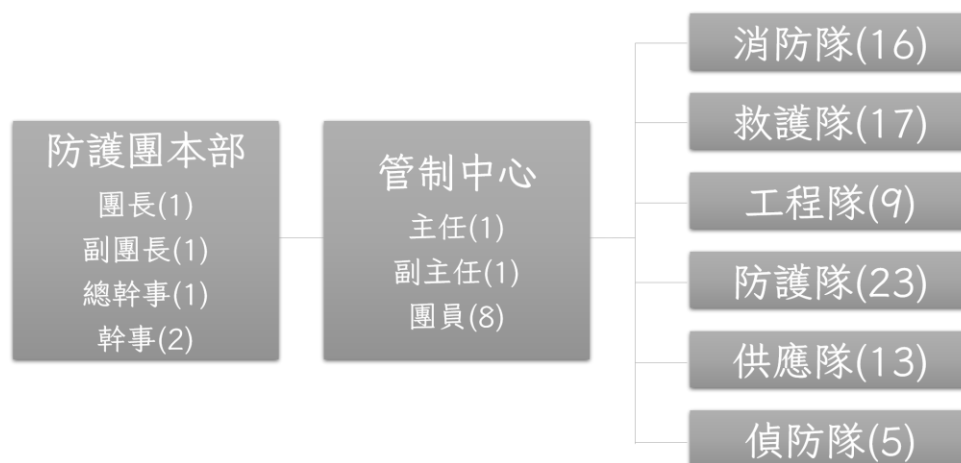 防護團本部
團長(1)
副團長(1)
總幹事(1)
幹事(2)
管制中心
主任(1)
副主任(1)
團員(8)
消防隊(16)
救護隊(17)
工程隊(9)
防護隊(23)
供應隊(13)
偵防隊(5)